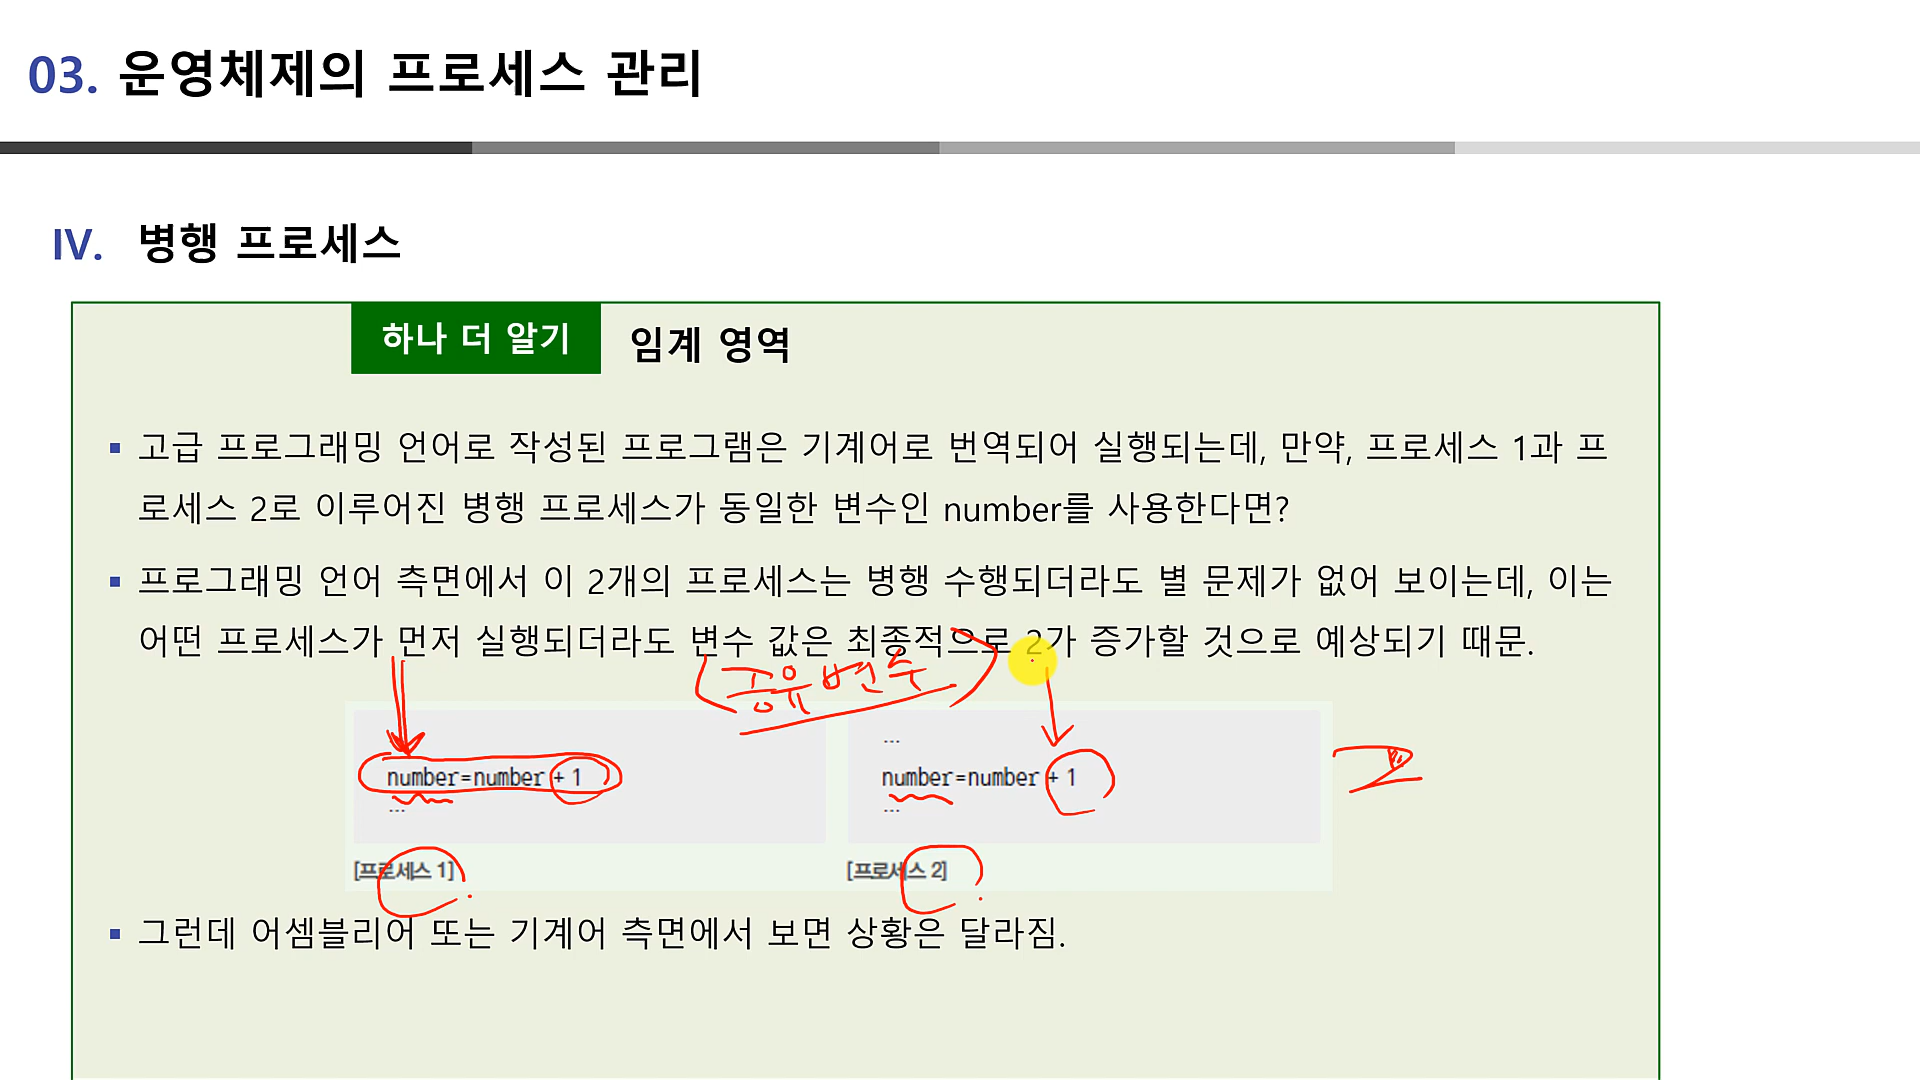 03. 운영체제의 프로세스 관리
IV. 병행 프로세스
하나 더 알기 임계 영역
고급 프로그래밍 언어로 작성된 프로그램은 기계어로 번역되어 실행되는데, 만약, 프로세스 1과 프
로세스 2로 이루어진 병행 프로세스가 동일한 변수인 number를 사용한다면?
프로그래밍 언어 측면에서 이 2개의 프로세스는 병행 수행되더라도 별 문제가 없어 보이는데, 이는
어떤 프로세스가 먼저 실행되더라도 변수 값은 최종적으로 2가 증가할 것으로 예상되기 때문.
(공유변수)
...
number=number + 1
...
[프로세스 1]
...
number=number + 1
...
[프로세스 2]
2
그런데 어셈블리어 또는 기계어 측면에서 보면 상황은 달라짐.